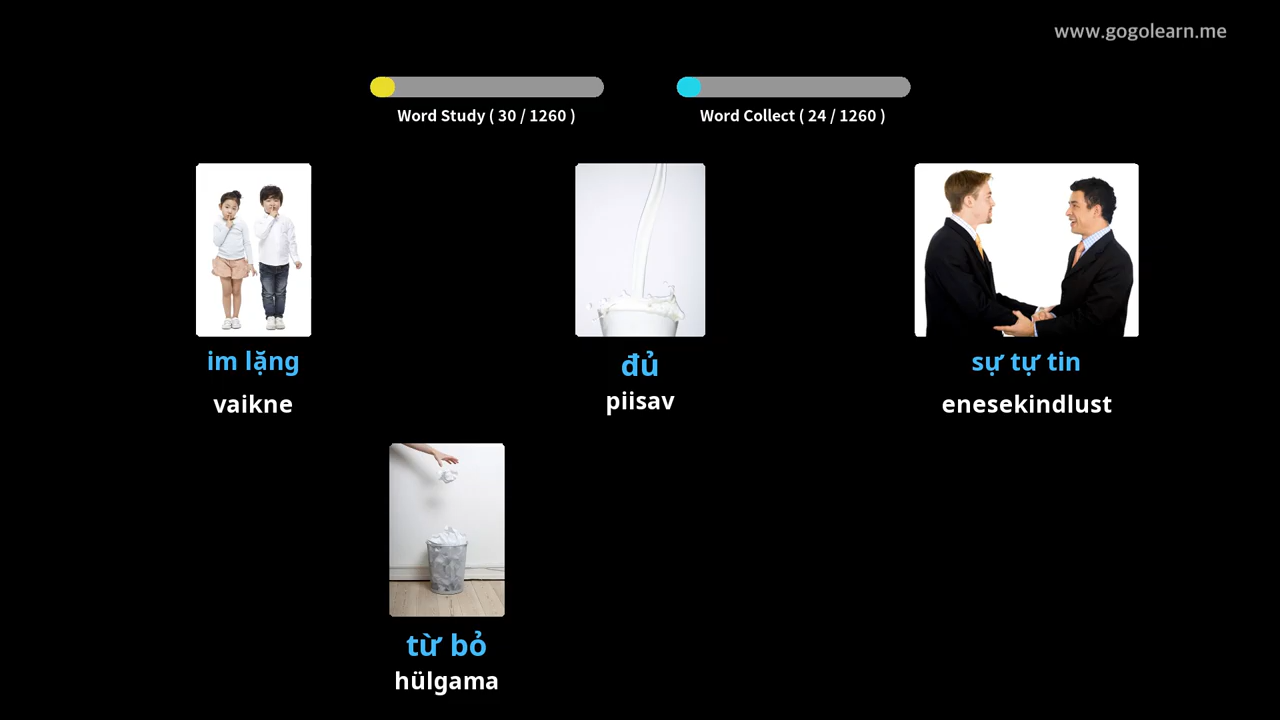 www.gogolearn.me
Word Study ( 30 / 1260 )
Word Collect ( 24 / 1260 )
im lặng
vaikne
đủ
piisav
sự tự tin
enesekindlust
từ bỏ
hülgama